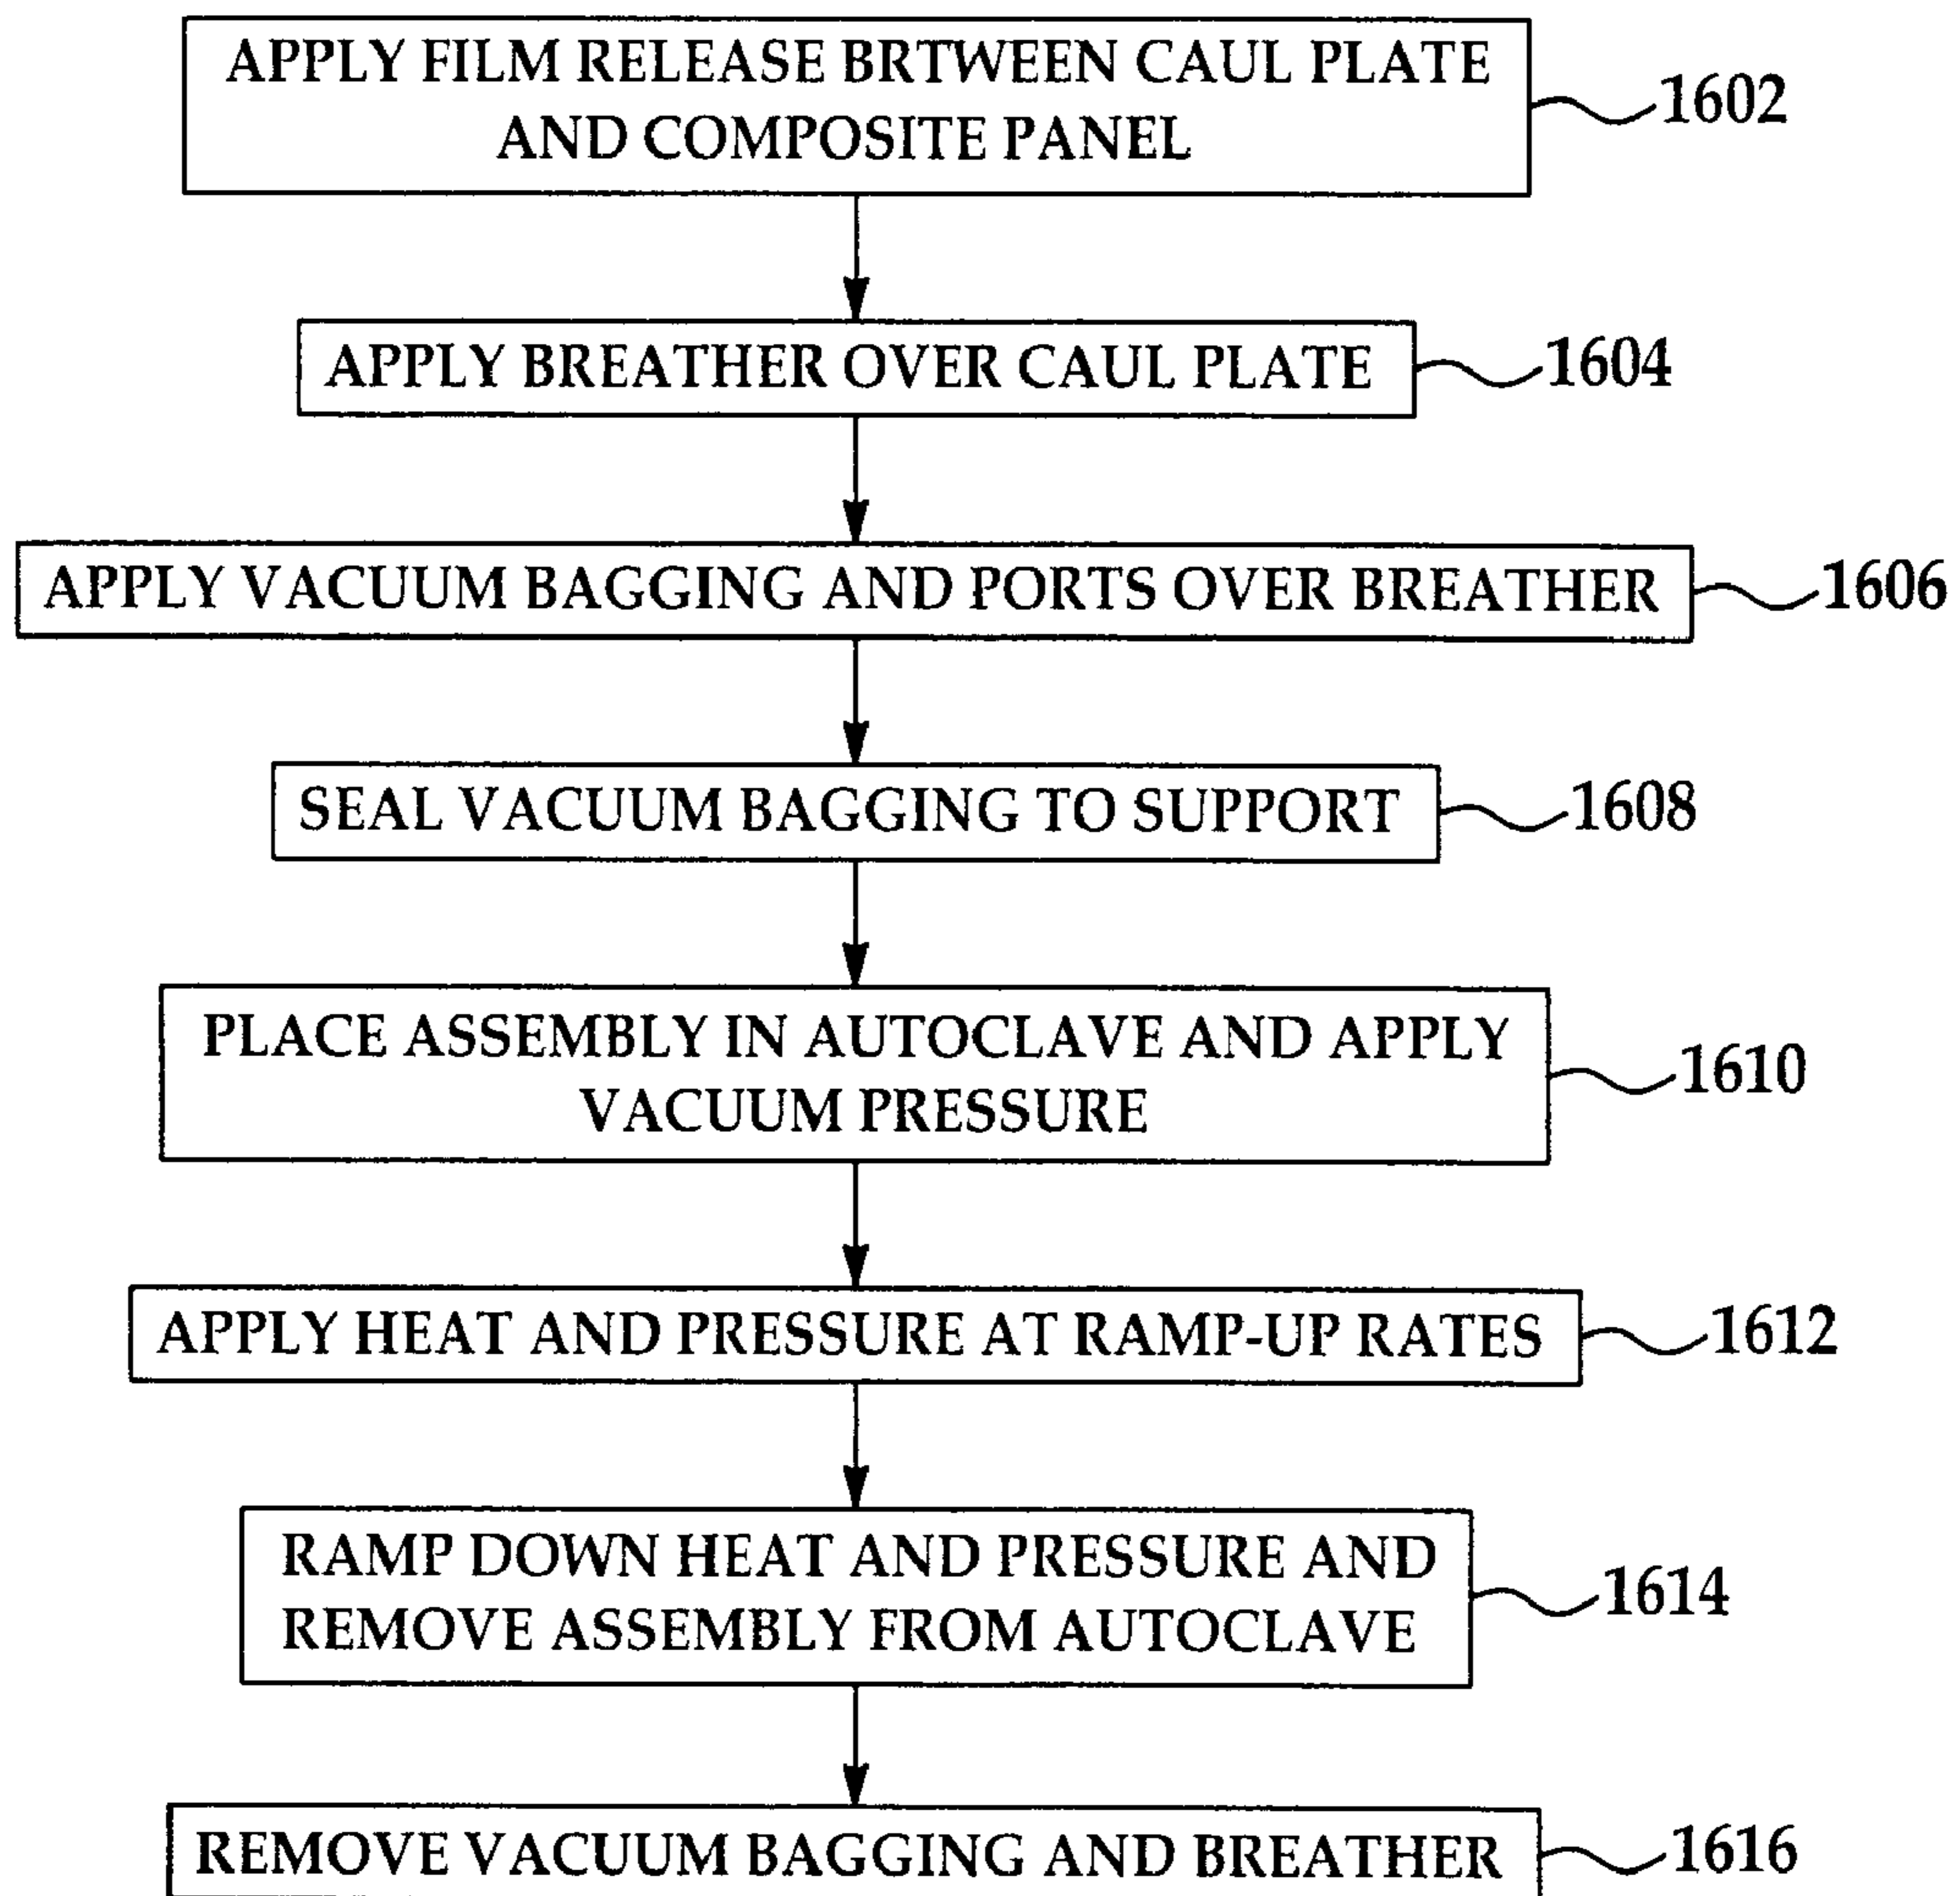 APPLY FILM RELEASE BRTWEEN CAUL PLATE
AND COMPOSITE PANEL
1602
APPLY BREATHER OVER CAUL PLATE
1604
APPLY VACUUM BAGGING AND PORTS OVER BREATHER
1606
SEAL VACUUM BAGGING TO SUPPORT
1608
PLACE ASSEMBLY IN AUTOCLAVE AND APPLY
VACUUM PRESSURE
1610
APPLY HEAT AND PRESSURE AT RAMP-UP RATES
1612
RAMP DOWN HEAT AND PRESSURE AND
REMOVE ASSEMBLY FROM AUTOCLAVE
1614
REMOVE VACUUM BAGGING AND BREATHER
1616